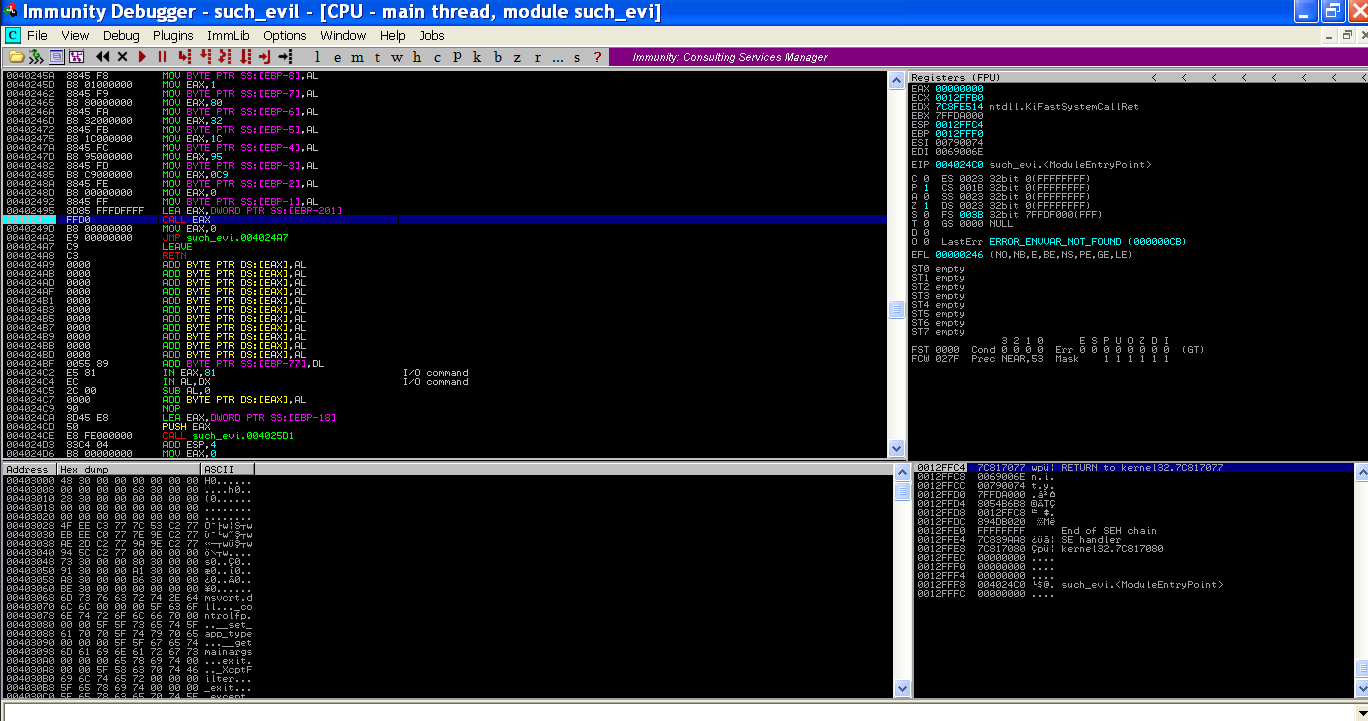 Immunity Debugger - such_evil - [CPU - main thread, module such_evi]
C File View Debug Plugins ImmLib Options Window Help Jobs
l e m t w h c P k b z r ... s ? Immunity: Consulting Services Manager
0040245A 8845 F8 MOV BYTE PTR SS:[EBP-8],AL
0040245D B8 01000000 MOV EAX,1
00402462 8845 F9 MOV BYTE PTR SS:[EBP-7],AL
00402465 B8 80000000 MOV EAX,80
0040246A 8845 FA MOV BYTE PTR SS:[EBP-6],AL
0040246D B8 32000000 MOV EAX,32
00402472 8845 FB MOV BYTE PTR SS:[EBP-5],AL
00402475 B8 1C000000 MOV EAX,1C
0040247A 8845 FC MOV BYTE PTR SS:[EBP-4],AL
0040247D B8 95000000 MOV EAX,95
00402482 8845 FD MOV BYTE PTR SS:[EBP-3],AL
00402485 B8 C9000000 MOV EAX,0C9
0040248A 8845 FE MOV BYTE PTR SS:[EBP-2],AL
0040248D B8 00000000 MOV EAX,0
00402492 8845 FF MOV BYTE PTR SS:[EBP-1],AL
00402495 8D85 FFFDFFFF LEA EAX,DWORD PTR SS:[EBP-201]
FFD0 CALL EAX
0040249D B8 00000000 MOV EAX,0
004024A2 E9 00000000 JMP such_evi.004024A7
004024A7 C9 LEAVE
004024A8 C3 RETN
004024A9 0000 ADD BYTE PTR DS:[EAX],AL
004024AB 0000 ADD BYTE PTR DS:[EAX],AL
004024AD 0000 ADD BYTE PTR DS:[EAX],AL
004024AF 0000 ADD BYTE PTR DS:[EAX],AL
004024B1 0000 ADD BYTE PTR DS:[EAX],AL
004024B3 0000 ADD BYTE PTR DS:[EAX],AL
004024B5 0000 ADD BYTE PTR DS:[EAX],AL
004024B7 0000 ADD BYTE PTR DS:[EAX],AL
004024B9 0000 ADD BYTE PTR DS:[EAX],AL
004024BB 0000 ADD BYTE PTR DS:[EAX],AL
004024BD 0000 ADD BYTE PTR DS:[EAX],AL
004024BF 0055 89 ADD BYTE PTR SS:[EBP-77],DL
004024C2 E5 81 IN EAX,81 I/O command
004024C4 EC IN AL,DX I/O command
004024C5 2C 00 SUB AL,0
004024C7 0000 ADD BYTE PTR DS:[EAX],AL
004024C9 90 NOP
004024CA 8D45 E8 LEA EAX,DWORD PTR SS:[EBP-18]
004024CD 50 PUSH EAX
004024CE E8 FE000000 CALL such_evi.004025D1
004024D3 83C4 04 ADD ESP,4
004024D6 B8 00000000 MOV EAX,0
Registers (FPU) < < < < < < < <
EAX 00000000
ECX 0012FFB0
EDX 7C8FE514 ntdll.KiFastSystemCallRet
EBX 7FFDA000
ESP 0012FFC4
EBP 0012FFF0
ESI 00790074
EDI 0069006E
EIP 004024C0 such_evi.<ModuleEntryPoint>
C 0 ES 0023 32bit 0(FFFFFFFF)
P 1 CS 001B 32bit 0(FFFFFFFF)
A 0 SS 0023 32bit 0(FFFFFFFF)
Z 1 DS 0023 32bit 0(FFFFFFFF)
S 0 FS 003B 32bit 7FFDF000(FFF)
T 0 GS 0000 NULL
D 0
O 0 LastErr ERROR_ENVVAR_NOT_FOUND (000000CB)
EFL 00000246 (NO,NB,E,BE,NS,PE,GE,LE)
ST0 empty
ST1 empty
ST2 empty
ST3 empty
ST4 empty
ST5 empty
ST6 empty
ST7 empty
3 2 1 0 E S P U O Z D I
FST 0000 Cond 0 0 0 0 Err 0 0 0 0 0 0 0 0 (GT)
FCW 027F Prec NEAR,53 Mask 1 1 1 1 1 1
Address Hex dump ASCII
00403000 48 30 00 00 00 00 00 00 H0......
00403008 00 00 00 00 68 30 00 00 ....h0..
00403010 28 30 00 00 00 00 00 00 (0......
00403018 00 00 00 00 00 00 00 00 ........
00403020 00 00 00 00 00 00 00 00 ........
00403028 4F EE C3 77 7C 53 C2 77
00403030 EB EE C0 77 7E 9E C2 77
00403038 AE 2D C2 77 9A 9E C2 77
00403040 94 5C C2 77 00 00 00 00
00403048 73 30 00 00 80 30 00 00 s0..Ç0..
00403050 91 30 00 00 A1 30 00 00 æ0..í0..
00403058 A8 30 00 00 B6 30 00 00
00403060 BE 30 00 00 00 00 00 00
00403068 6D 73 76 63 72 74 2E 64 msvcrt.d
00403070 6C 6C 00 00 00 5F 63 6F ll..._co
00403078 6E 74 72 6F 6C 66 70 00 ntrolfp.
00403080 00 00 5F 5F 73 65 74 5F ..__set_
00403088 61 70 70 5F 74 79 70 65 app_type
00403090 00 00 00 5F 5F 67 65 74 ...__get
00403098 6D 61 69 6E 61 72 67 73 mainargs
004030A0 00 00 00 65 78 69 74 00 ...exit.
004030A8 00 00 5F 58 63 70 74 46 .._XcptF
004030B0 69 6C 74 65 72 00 00 00 ilter...
004030B8 5F 65 78 69 74 00 00 00 _exit...
004030C0 5F 65 78 63 65 70 74 5F _except_
0012FFC4 7C817077 RETURN to kernel32.7C817077
0012FFC8 0069006E n.i.
0012FFCC 00790074 t.y.
0012FFD0 7FFDA000
0012FFD4 8054B6B8
0012FFD8 0012FFC8
0012FFDC 894DB020
0012FFE0 FFFFFFFF End of SEH chain
0012FFE4 7C839AA8 SE handler
0012FFE8 7C817080 kernel32.7C817080
0012FFEC 00000000 ....
0012FFF0 00000000 ....
0012FFF4 00000000 ....
0012FFF8 004024C0 such_evi.<ModuleEntryPoint>
0012FFFC 00000000 ....